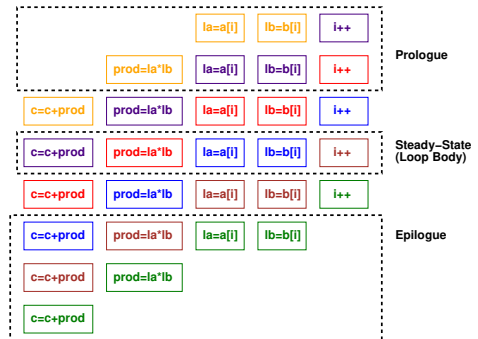 la=a[i] lb=b[i] i++
prod=la*lb la=a[i] lb=b[i] i++
Prologue
c=c+prod prod=la*lb la=a[i] lb=b[i] i++
c=c+prod prod=la*lb la=a[i] lb=b[i] i++
Steady−State
(Loop Body)
c=c+prod prod=la*lb la=a[i] lb=b[i] i++
c=c+prod prod=la*lb la=a[i] lb=b[i]
Epilogue
c=c+prod prod=la*lb
c=c+prod